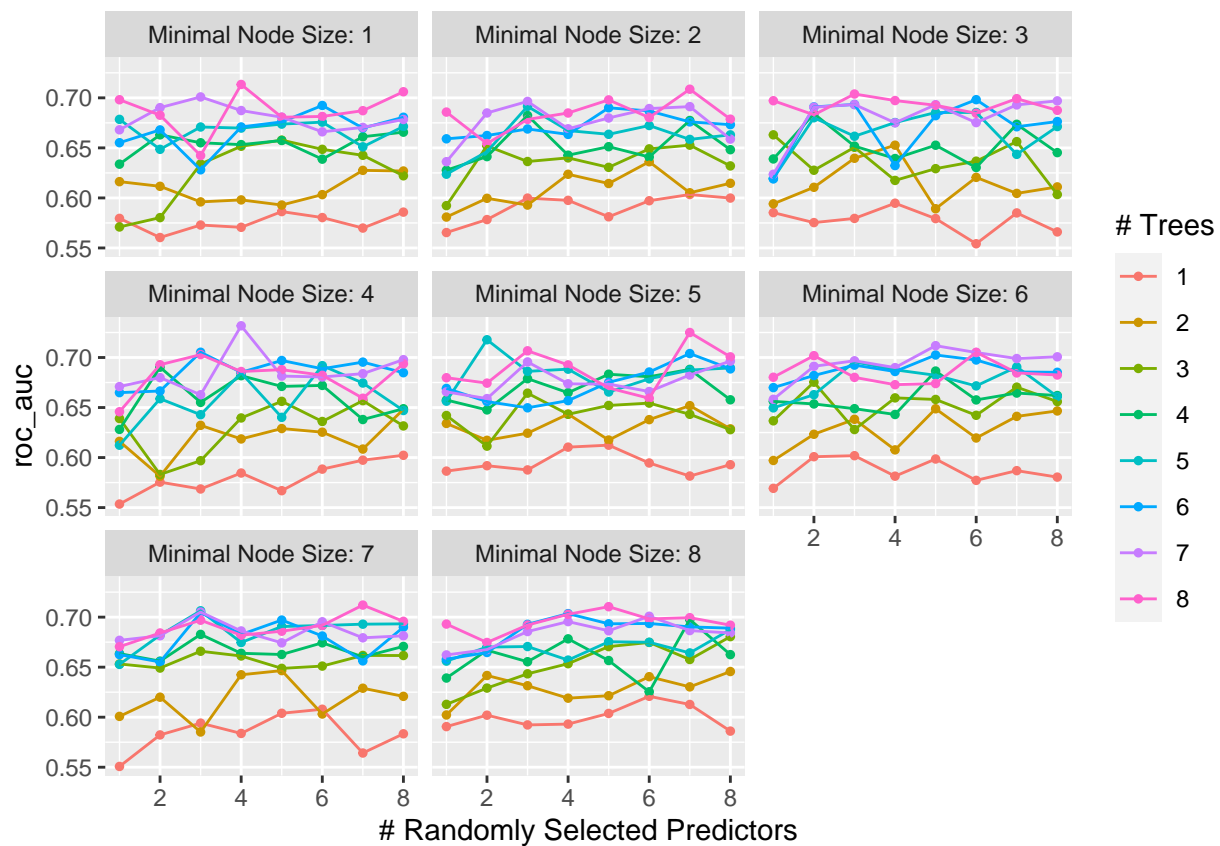 Minimal Node Size: 1
Minimal Node Size: 2
Minimal Node Size: 3
0.70
0.65
0.60
0.55
Minimal Node Size: 4
Minimal Node Size: 5
Minimal Node Size: 6
0.70
0.65
0.60
0.55
2 4 6 8
Minimal Node Size: 7
Minimal Node Size: 8
0.70
0.65
0.60
0.55
2 4 6 8
2 4 6 8
# Randomly Selected Predictors
roc_auc
# Trees
1
2
3
4
5
6
7
8